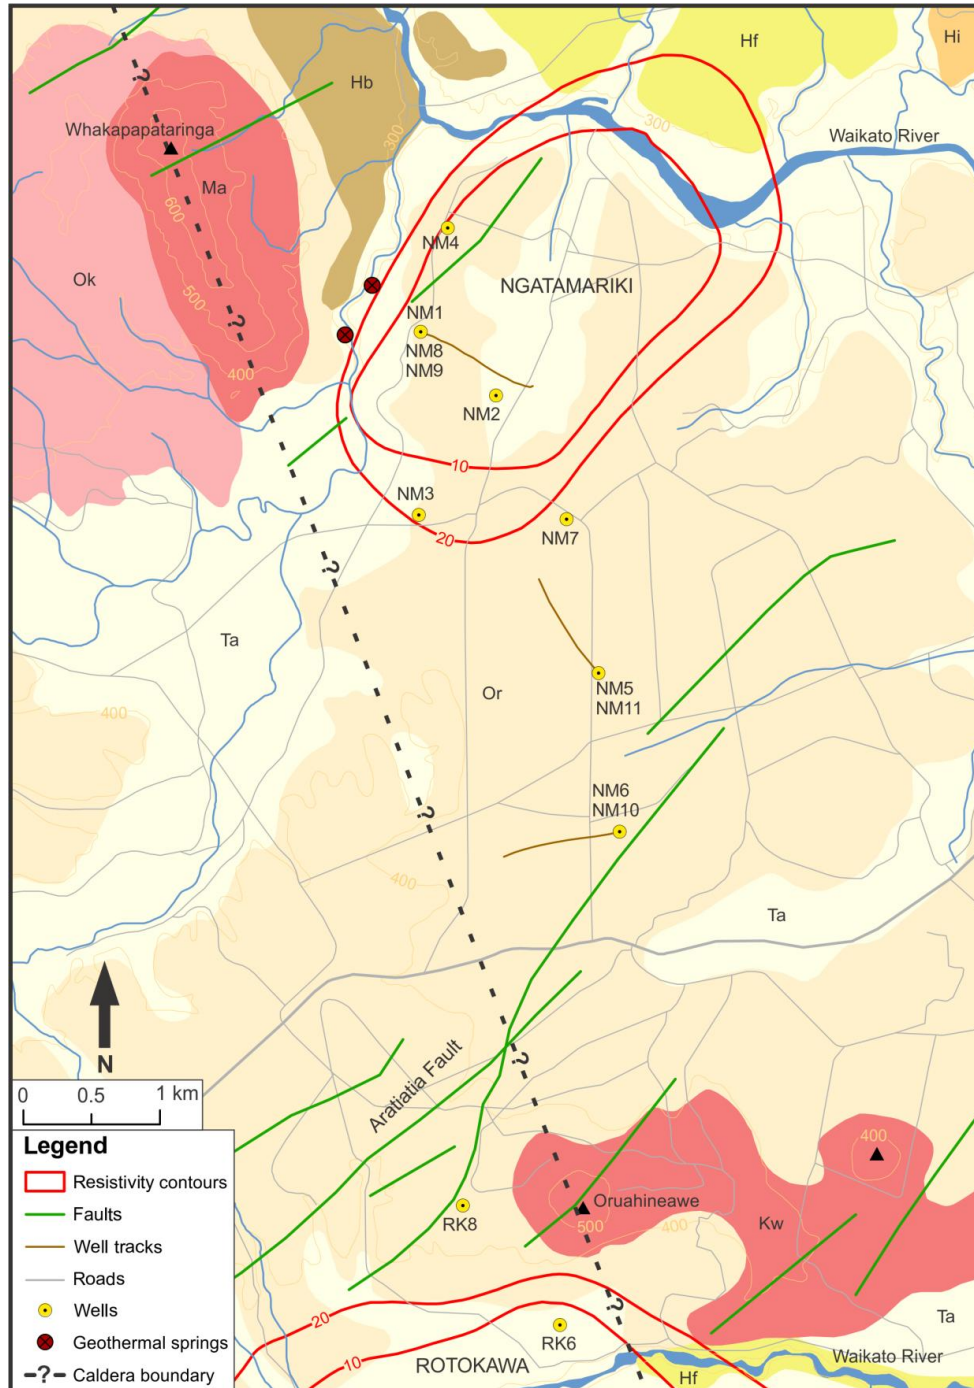 Hf
Hi
?
Hb
Whakapapataringa
300
300
Waikato River
Ma
600
NM4
Ok
500
NGATAMARIKI
NM1
?
NM8
NM9
400
NM2
10
NM3
20
NM7
?
Ta
Or
NM5
NM11
400
NM6
NM10
?
400
Ta
N
?
Aratiatia Fault
0 0.5 1 km
400
Legend
Resistivity contours
Oruahineawe
Faults
500
400
Kw
RK8
Well tracks
Roads
Wells
?
20
Ta
RK6
Geothermal springs
Waikato River
10
ROTOKAWA
?
Caldera boundary
Hf